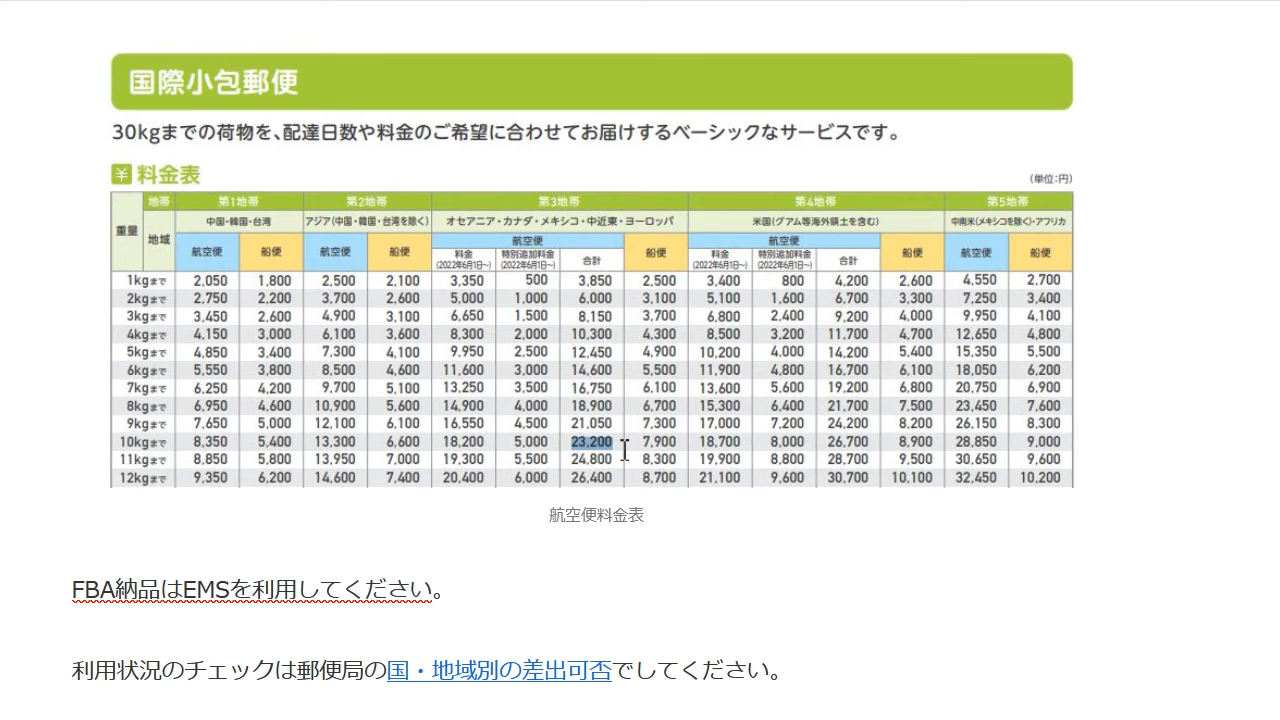 国際小包郵便
30kgまでの荷物を、配達日数や料金のご希望に合わせてお届けするベーシックなサービスです。
¥ 料金表
(単位:円)
重量 地帯 第1地帯 第2地帯 第3地帯 第4地帯 第5地帯
地域 中国・韓国・台湾 アジア(中国・韓国・台湾を除く) オセアニア・カナダ・メキシコ・中近東・ヨーロッパ 米国(グアム等海外領土を含む) 中南米(メキシコを除く)・アフリカ
航空便 船便 航空便 船便 航空便 船便 航空便 船便 航空便 船便
料金 特別追加料金 合計 料金 特別追加料金 合計
(2022年6月1日~) (2022年6月1日~) (2022年6月1日~) (2022年6月1日~)
1kgまで 2,050 1,800 2,500 2,100 3,350 500 3,850 2,500 3,400 800 4,200 2,600 4,550 2,700
2kgまで 2,750 2,200 3,700 2,600 5,000 1,000 6,000 3,100 5,100 1,600 6,700 3,300 7,250 3,400
3kgまで 3,450 2,600 4,900 3,100 6,650 1,500 8,150 3,700 6,800 2,400 9,200 4,000 9,950 4,100
4kgまで 4,150 3,000 6,100 3,600 8,300 2,000 10,300 4,300 8,500 3,200 11,700 4,700 12,650 4,800
5kgまで 4,850 3,400 7,300 4,100 9,950 2,500 12,450 4,900 10,200 4,000 14,200 5,400 15,350 5,500
6kgまで 5,550 3,800 8,500 4,600 11,600 3,000 14,600 5,500 11,900 4,800 16,700 6,100 18,050 6,200
7kgまで 6,250 4,200 9,700 5,100 13,250 3,500 16,750 6,100 13,600 5,600 19,200 6,800 20,750 6,900
8kgまで 6,950 4,600 10,900 5,600 14,900 4,000 18,900 6,700 15,300 6,400 21,700 7,500 23,450 7,600
9kgまで 7,650 5,000 12,100 6,100 16,550 4,500 21,050 7,300 17,000 7,200 24,200 8,200 26,150 8,300
10kgまで 8,350 5,400 13,300 6,600 18,200 5,000 23,200 7,900 18,700 8,000 26,700 8,900 28,850 9,000
11kgまで 8,850 5,800 13,950 7,000 19,300 5,500 24,800 8,300 19,900 8,800 28,700 9,500 30,650 9,600
12kgまで 9,350 6,200 14,600 7,400 20,400 6,000 26,400 8,700 21,100 9,600 30,700 10,100 32,450 10,200
航空便料金表
FBA納品はEMSを利用してください。
利用状況のチェックは郵便局の国・地域別の差出可否でしてください。